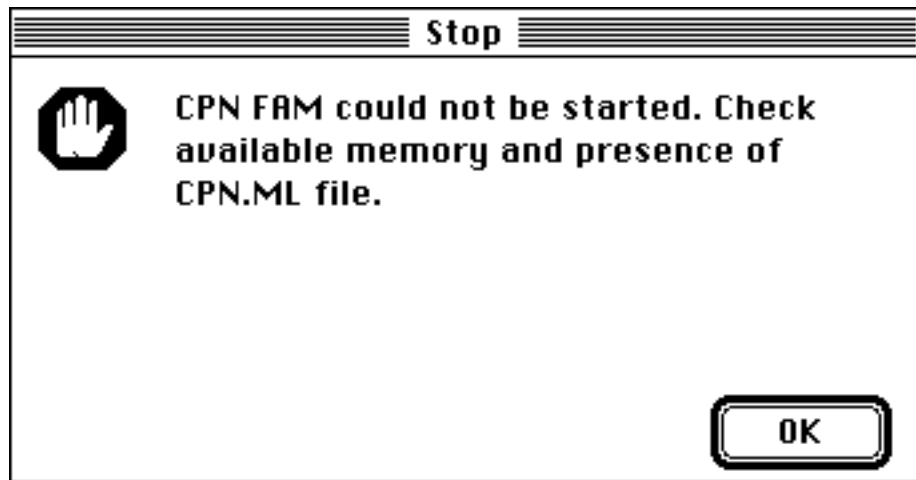 Stop
CPN FAM could not be started. Check
available memory and presence of
CPN.ML file.
OK